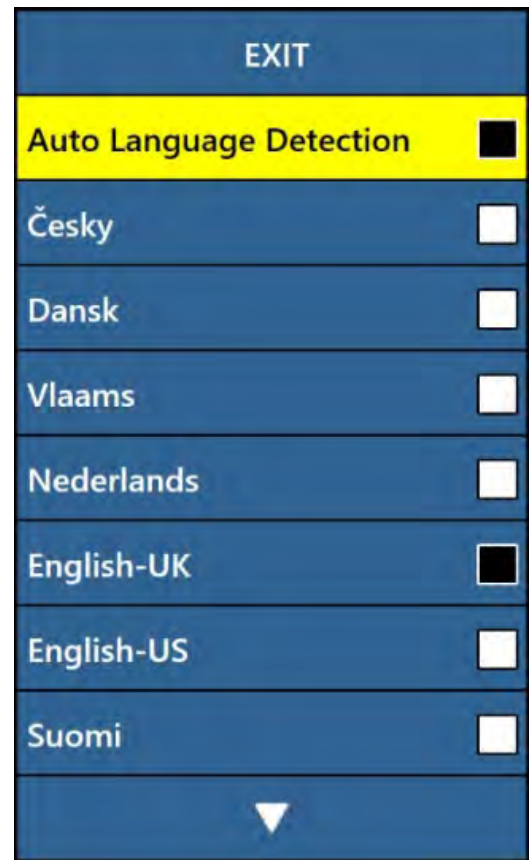 EXIT
Auto Language Detection
Česky
Dansk
Vlaams
Nederlands
English-UK
English-US
Suomi